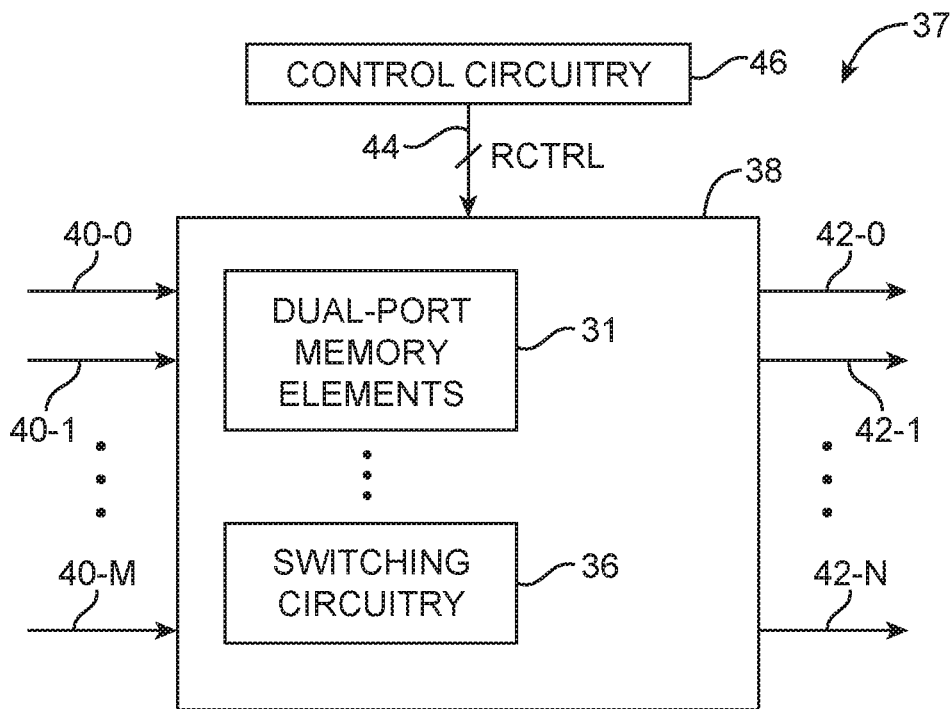 37
CONTROL CIRCUITRY
46
44
RCTRL
38
40-0
42-0
DUAL-PORT
MEMORY
ELEMENTS
31
40-1
42-1
SWITCHING
CIRCUITRY
36
40-M
42-N